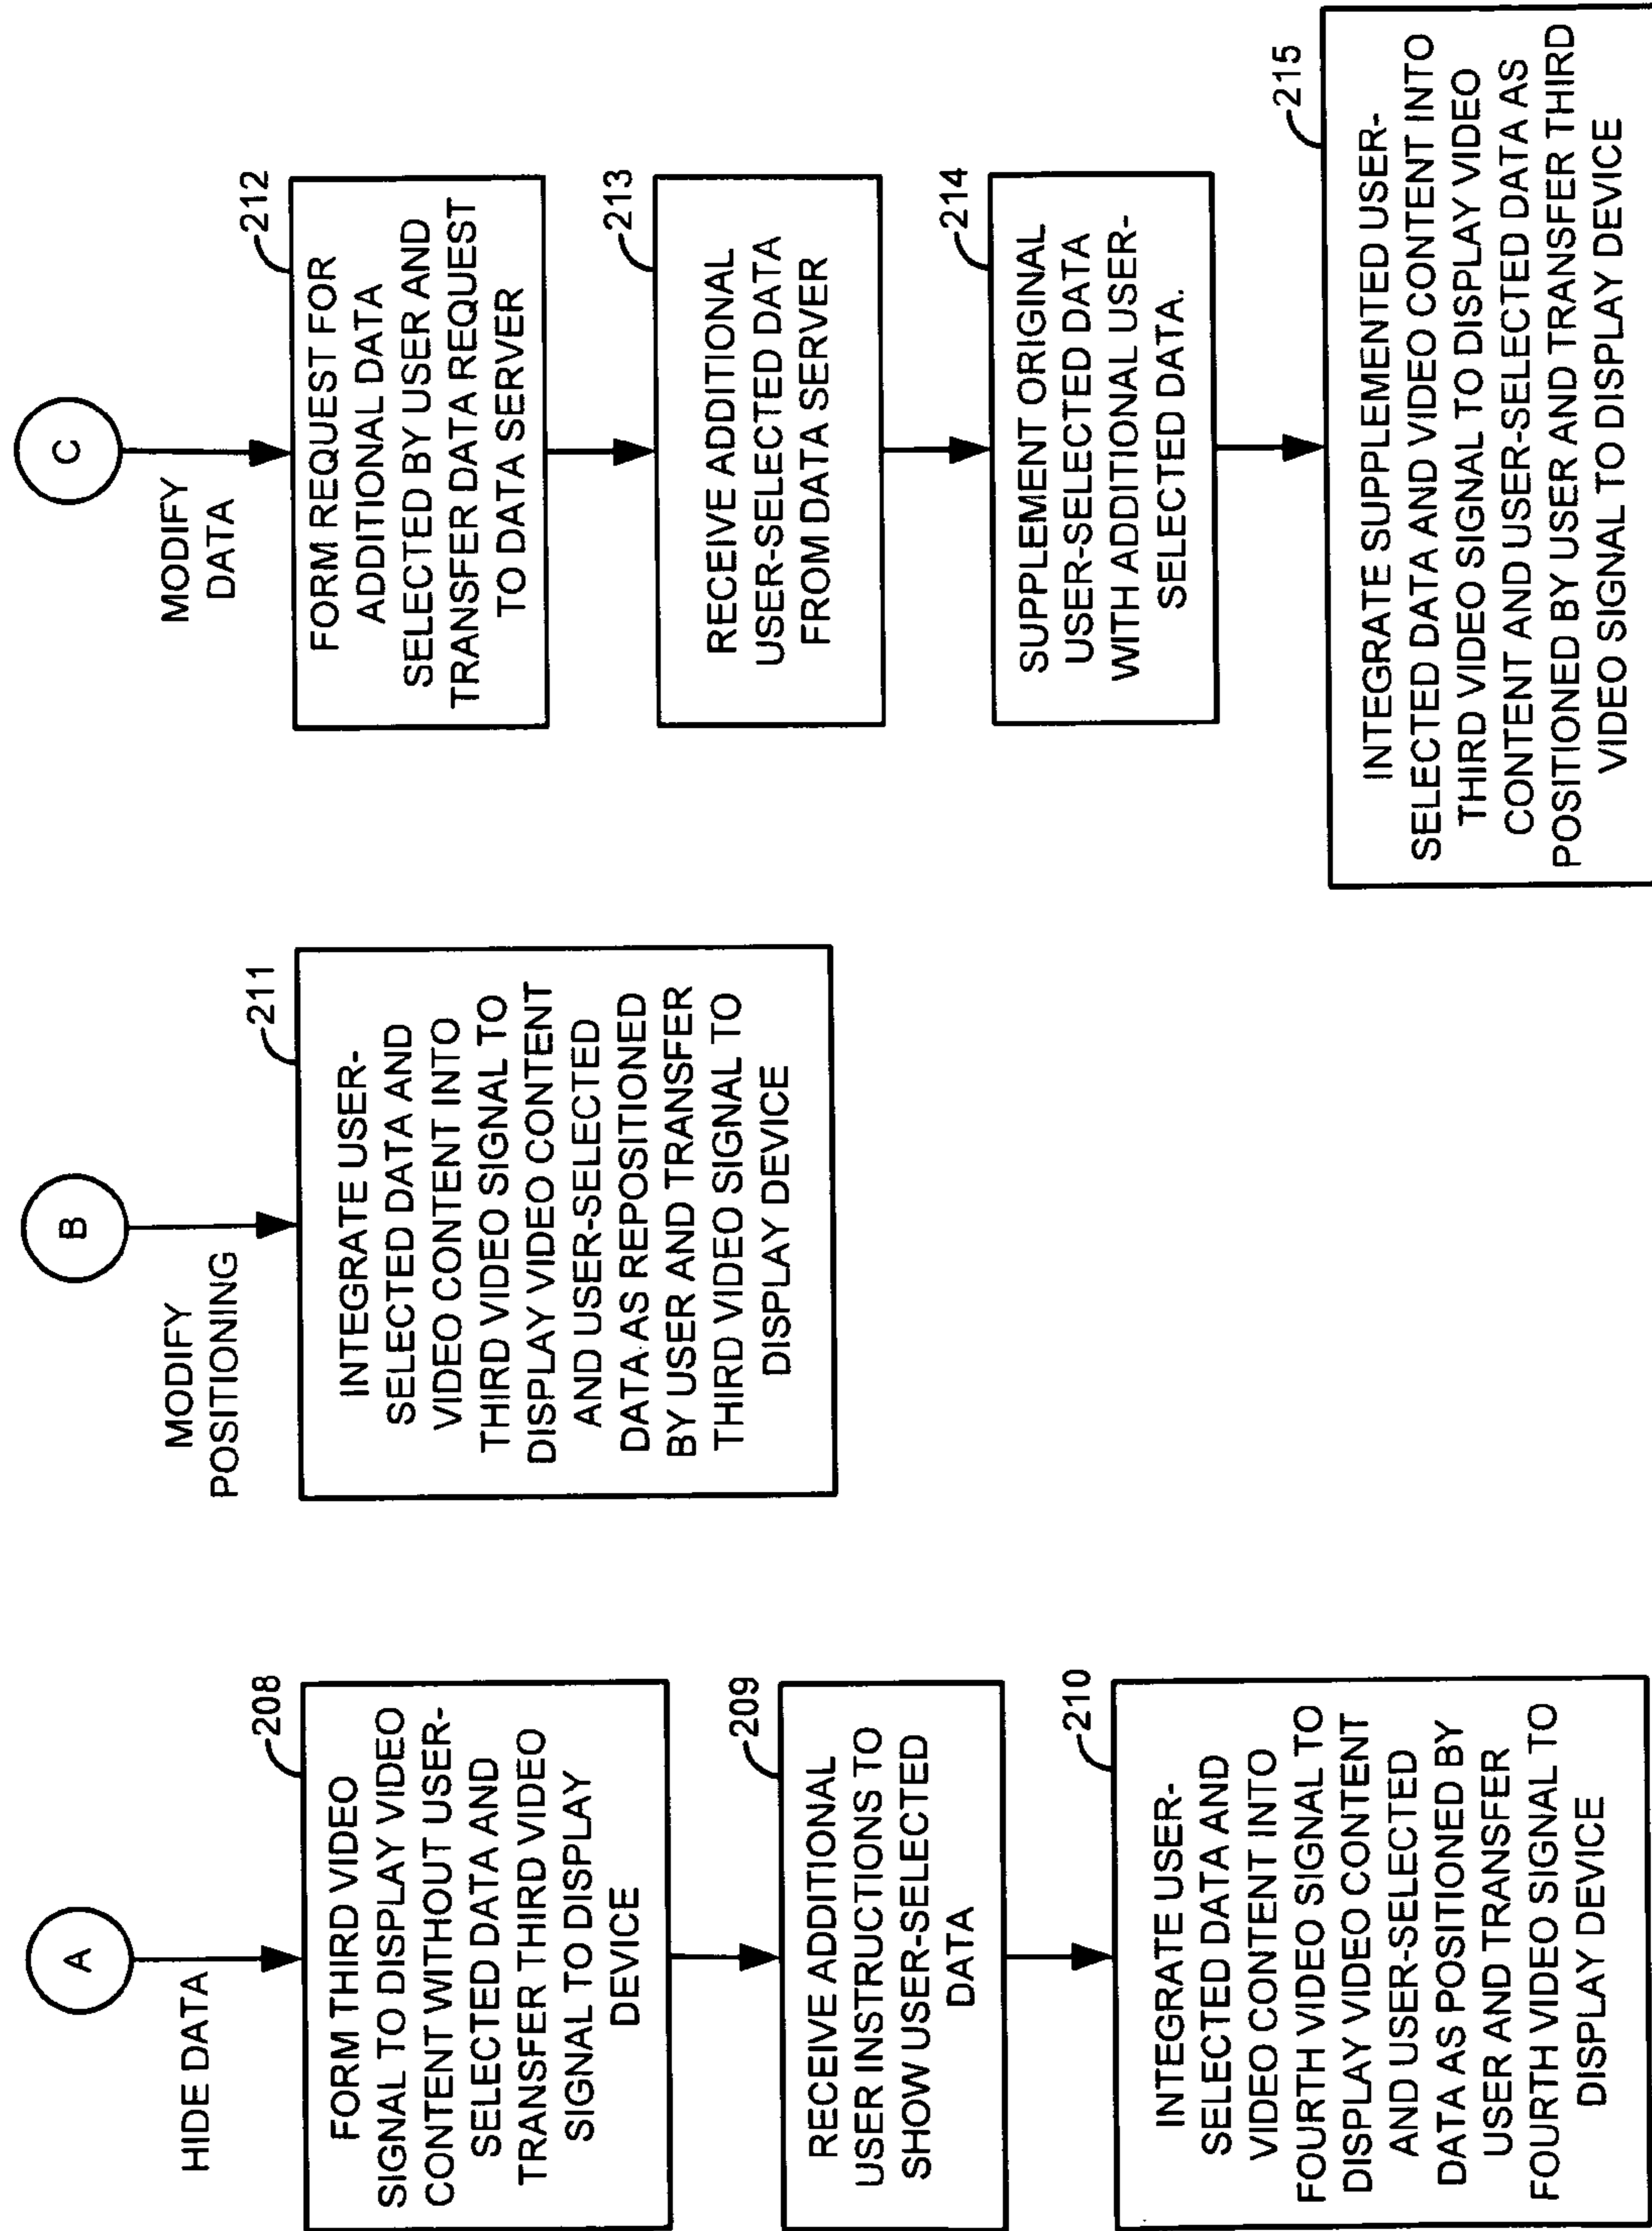 A
HIDE DATA
208
FORM THIRD VIDEO
SIGNAL TO DISPLAY VIDEO
CONTENT WITHOUT USER-
SELECTED DATA AND
TRANSFER THIRD VIDEO
SIGNAL TO DISPLAY
DEVICE
209
RECEIVE ADDITIONAL
USER INSTRUCTIONS TO
SHOW USER-SELECTED
DATA
210
INTEGRATE USER-
SELECTED DATA AND
VIDEO CONTENT INTO
FOURTH VIDEO SIGNAL TO
DISPLAY VIDEO CONTENT
AND USER-SELECTED
DATA AS POSITIONED BY
USER AND TRANSFER
FOURTH VIDEO SIGNAL TO
DISPLAY DEVICE
B
MODIFY
POSITIONING
211
INTEGRATE USER-
SELECTED DATA AND
VIDEO CONTENT INTO
THIRD VIDEO SIGNAL TO
DISPLAY VIDEO CONTENT
AND USER-SELECTED
DATA AS REPOSITIONED
BY USER AND TRANSFER
THIRD VIDEO SIGNAL TO
DISPLAY DEVICE
C
MODIFY
DATA
212
FORM REQUEST FOR
ADDITIONAL DATA
SELECTED BY USER AND
TRANSFER DATA REQUEST
TO DATA SERVER
213
RECEIVE ADDITIONAL
USER-SELECTED DATA
FROM DATA SERVER
214
SUPPLEMENT ORIGINAL
USER-SELECTED DATA
WITH ADDITIONAL USER-
SELECTED DATA.
215
INTEGRATE SUPPLEMENTED USER-
SELECTED DATA AND VIDEO CONTENT INTO
THIRD VIDEO SIGNAL TO DISPLAY VIDEO
CONTENT AND USER-SELECTED DATA AS
POSITIONED BY USER AND TRANSFER THIRD
VIDEO SIGNAL TO DISPLAY DEVICE